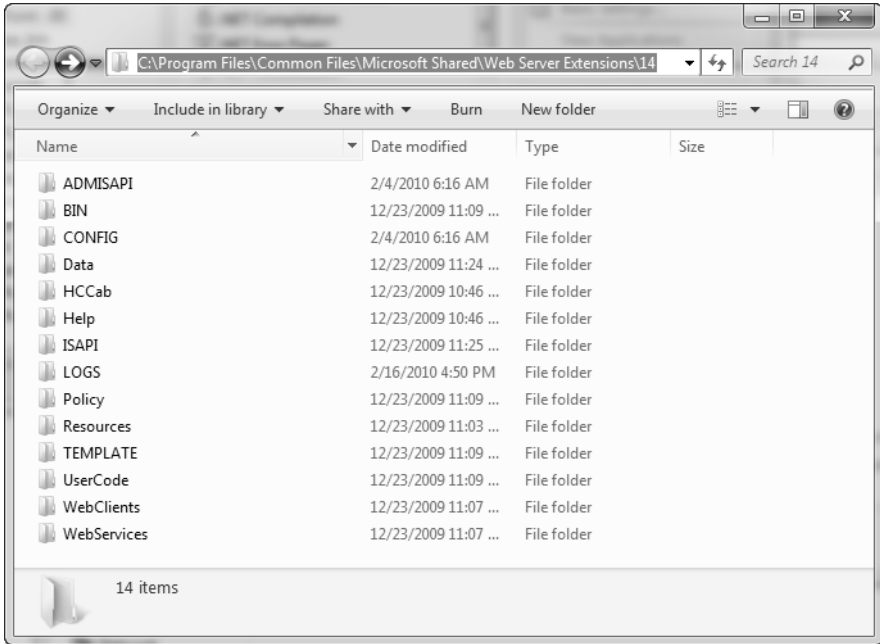 C:\Program Files\Common Files\Microsoft Shared\Web Server Extensions\14 Search 14
Organize Include in library Share with Burn New folder
Name Date modified Type Size
ADMISAPI 2/4/2010 6:16 AM File folder
BIN 12/23/2009 11:09 ... File folder
CONFIG 2/4/2010 6:16 AM File folder
Data 12/23/2009 11:24 ... File folder
HCCab 12/23/2009 10:46 ... File folder
Help 12/23/2009 10:46 ... File folder
ISAPI 12/23/2009 11:25 ... File folder
LOGS 2/16/2010 4:50 PM File folder
Policy 12/23/2009 11:09 ... File folder
Resources 12/23/2009 11:03 ... File folder
TEMPLATE 12/23/2009 11:09 ... File folder
UserCode 12/23/2009 11:09 ... File folder
WebClients 12/23/2009 11:07 ... File folder
WebServices 12/23/2009 11:07 ... File folder
14 items